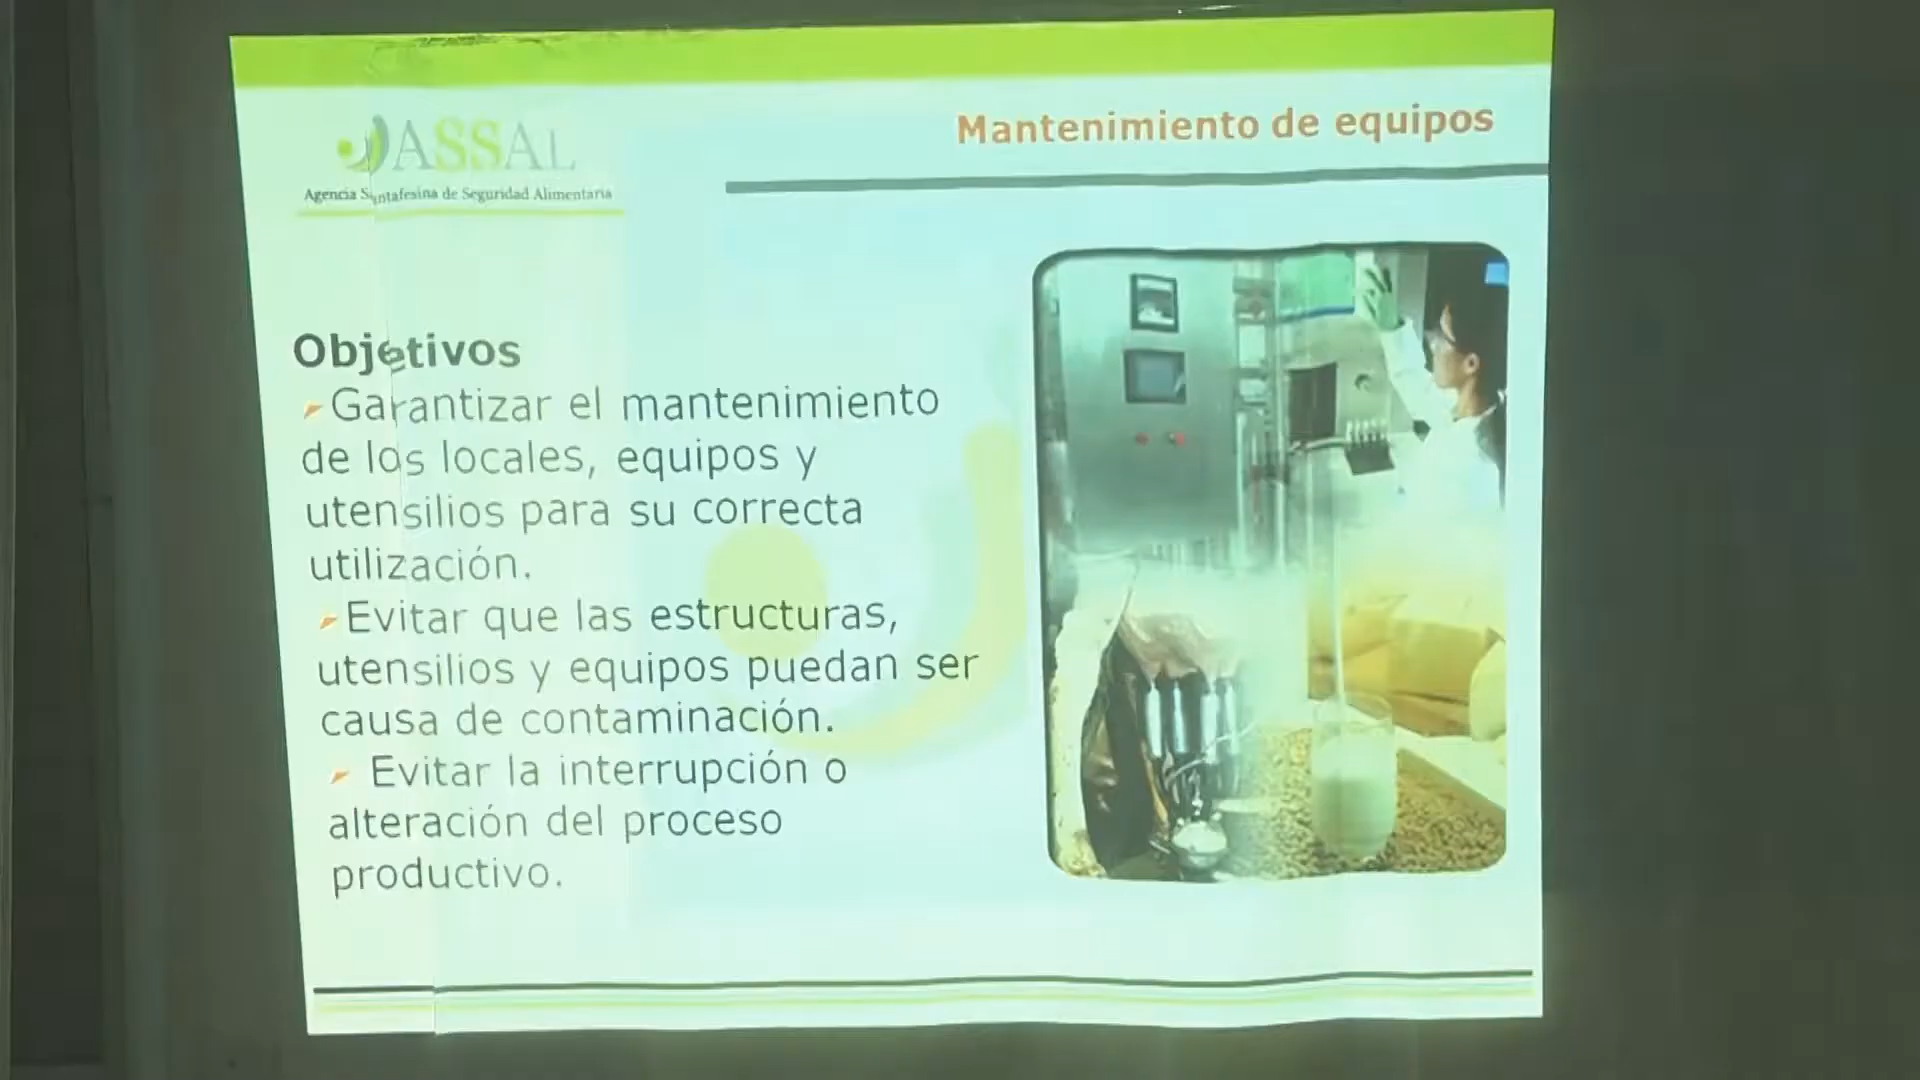 ASSAL
Agencia Santafesina de Seguridad Alimentaria
Mantenimiento de equipos
Objetivos
Garantizar el mantenimiento
de los locales, equipos y
utensilios para su correcta
utilización.
Evitar que las estructuras,
utensilios y equipos puedan ser
causa de contaminación.
Evitar la interrupción o
alteración del proceso
productivo.